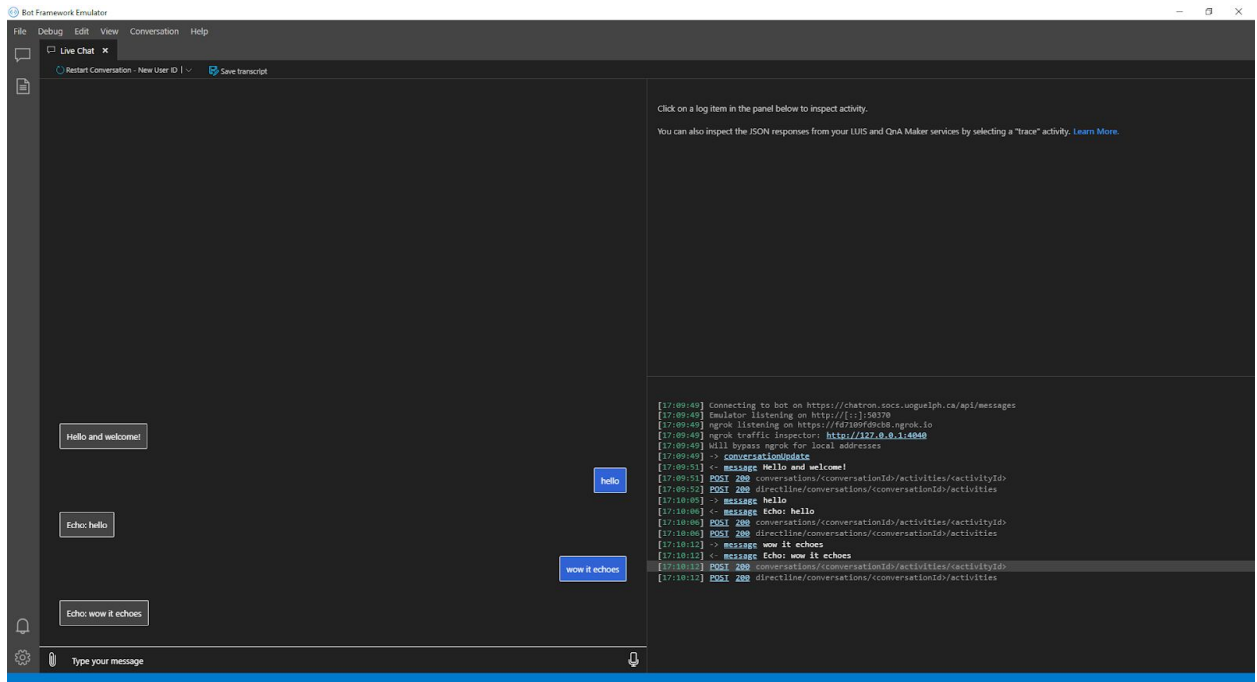 Bot Framework Emulator
File Debug Edit View Conversation Help
Live Chat
Restart Conversation - New User ID
Save transcript
Click on a log item in the panel below to inspect activity.
You can also inspect the JSON responses from your LUIS and QnA Maker services by selecting a "trace" activity. Learn More.
Hello and welcome!
hello
Echo: hello
wow it echoes
Echo: wow it echoes
Type your message
[17:09:49] Connecting to bot on https://chatron.socs.uoguelph.ca/api/messages
[17:09:49] Emulator listening on http://[::]:50370
[17:09:49] ngrok listening on https://fd7109fd9cb8.ngrok.io
[17:09:49] ngrok traffic inspector: http://127.0.0.1:4040
[17:09:49] Will bypass ngrok for local addresses
[17:09:49] -> conversationUpdate
[17:09:51] <- message Hello and welcome!
[17:09:51] POST 200 conversations/<conversationId>/activities/<activityId>
[17:09:52] POST 200 directline/conversations/<conversationId>/activities
[17:10:05] -> message hello
[17:10:06] <- message Echo: hello
[17:10:06] POST 200 conversations/<conversationId>/activities/<activityId>
[17:10:06] POST 200 directline/conversations/<conversationId>/activities
[17:10:12] -> message wow it echoes
[17:10:12] <- message Echo: wow it echoes
[17:10:12] POST 200 conversations/<conversationId>/activities/<activityId>
[17:10:12] POST 200 directline/conversations/<conversationId>/activities